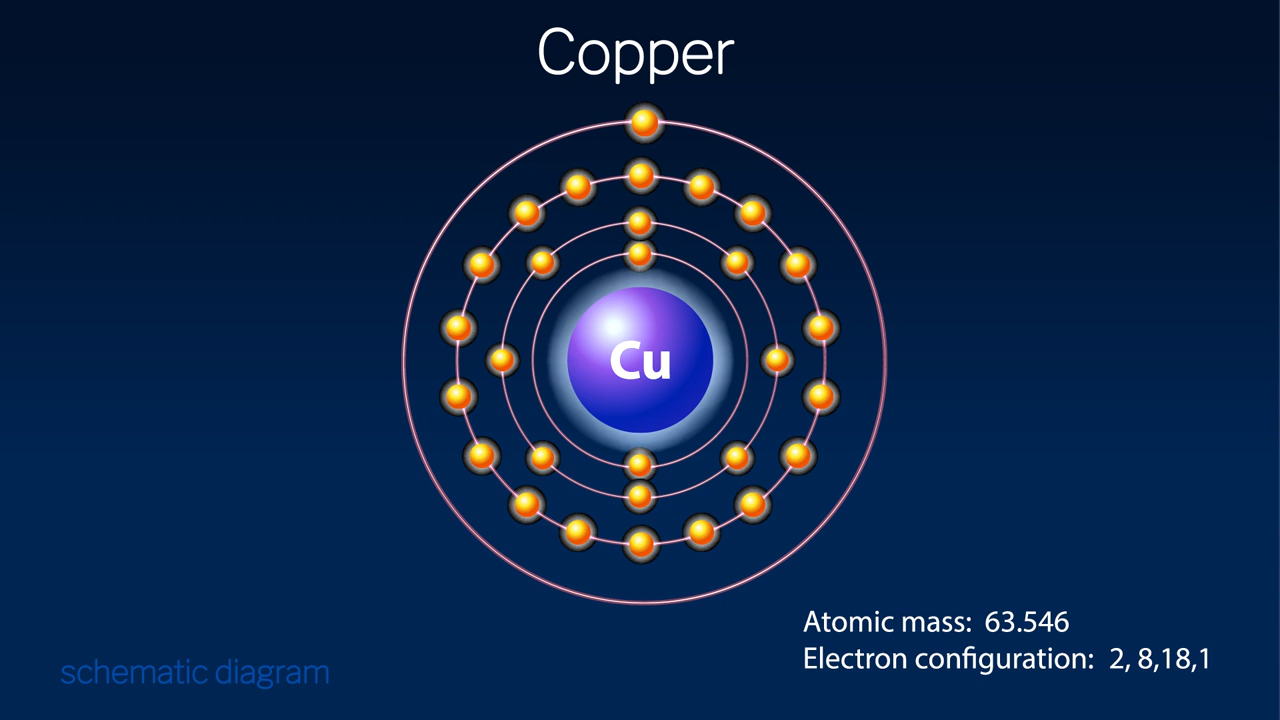 Copper
Cu
Atomic mass: 63.546
Electron configuration: 2, 8,18,1
schematic diagram